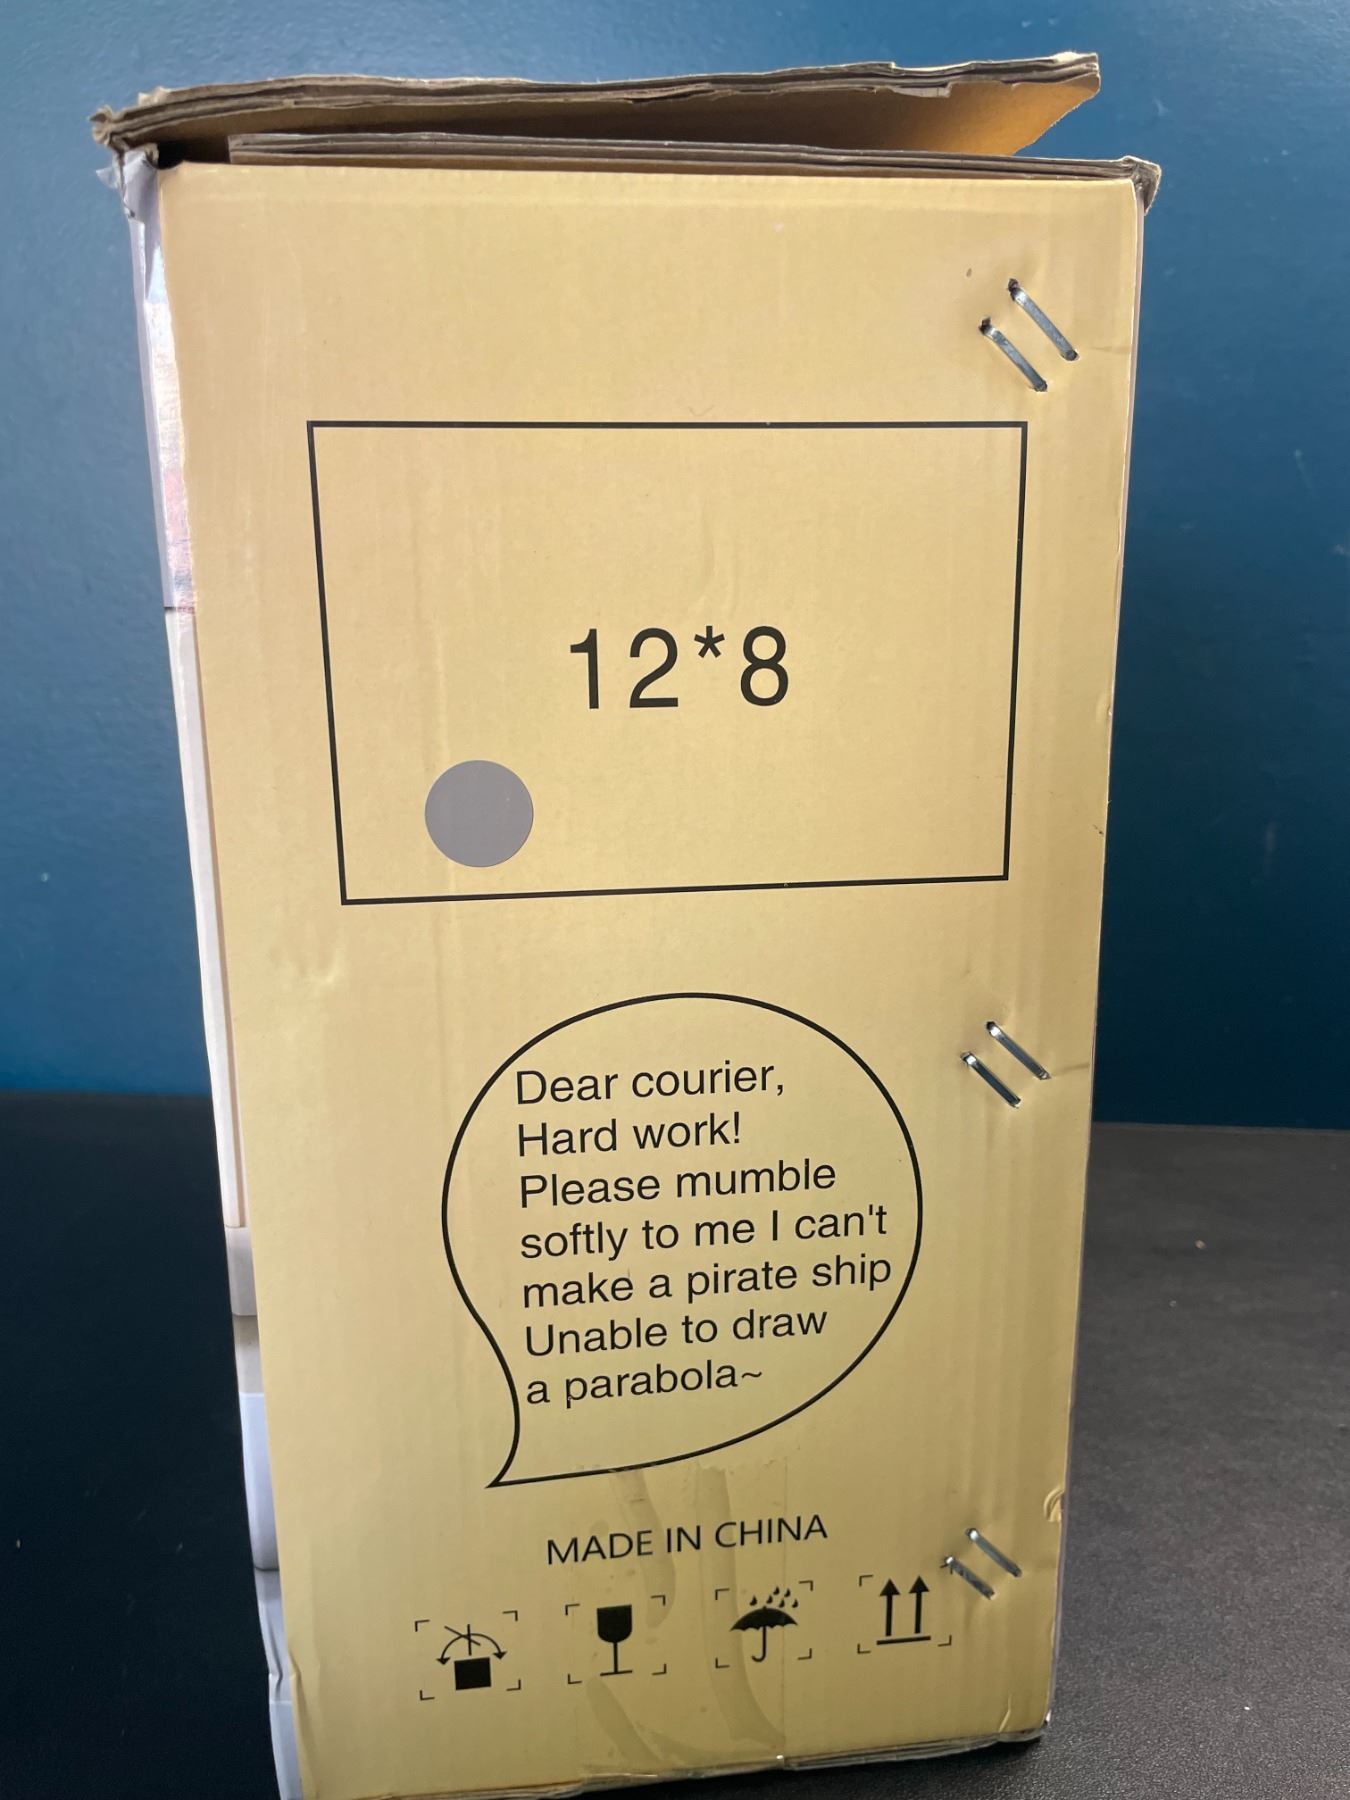 12*8
Dear courier,
Hard work!
Please mumble
softly to me I can't
make a pirate ship
Unable to draw
a parabola~
MADE IN CHINA